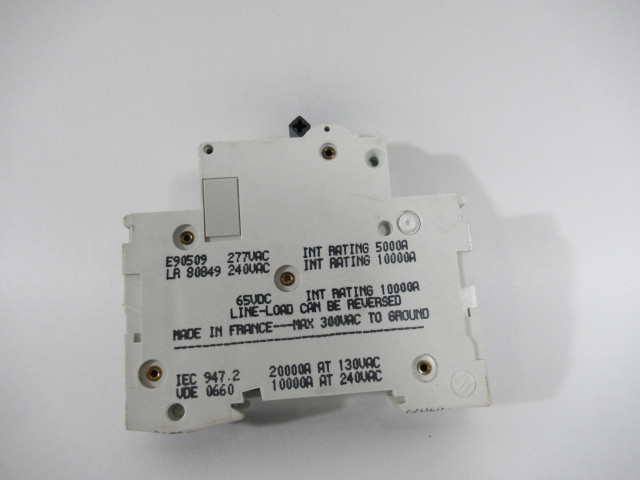 E90509 277VAC INT RATING 5000A
LR 80849 240VAC INT RATING 10000A
65VDC INT RATING 10000A
LINE-LOAD CAN BE REVERSED
MADE IN FRANCE---MAX 300VAC TO GROUND
IEC 947.2 20000A AT 130VAC
VDE 0660 10000A AT 240VAC